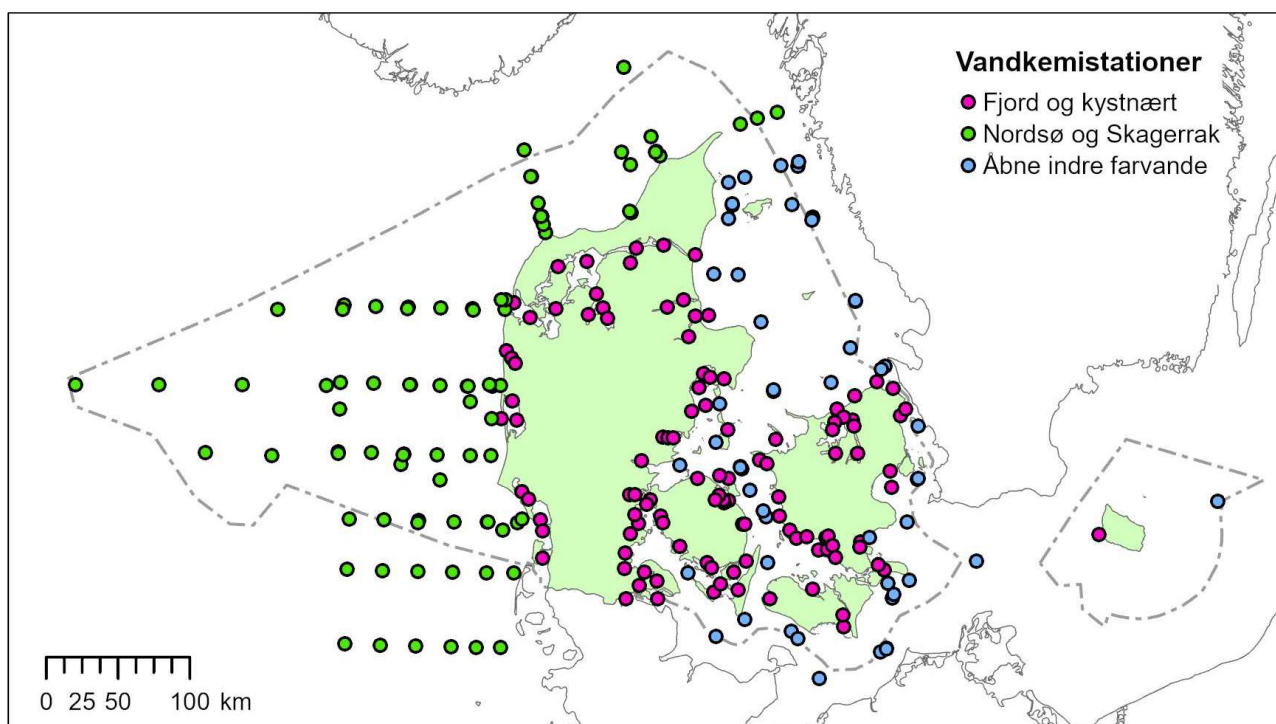 Vandkemistationer
Fjord og kystnært
Nordsø og Skagerrak
Åbne indre farvande
0 25 50 100 km